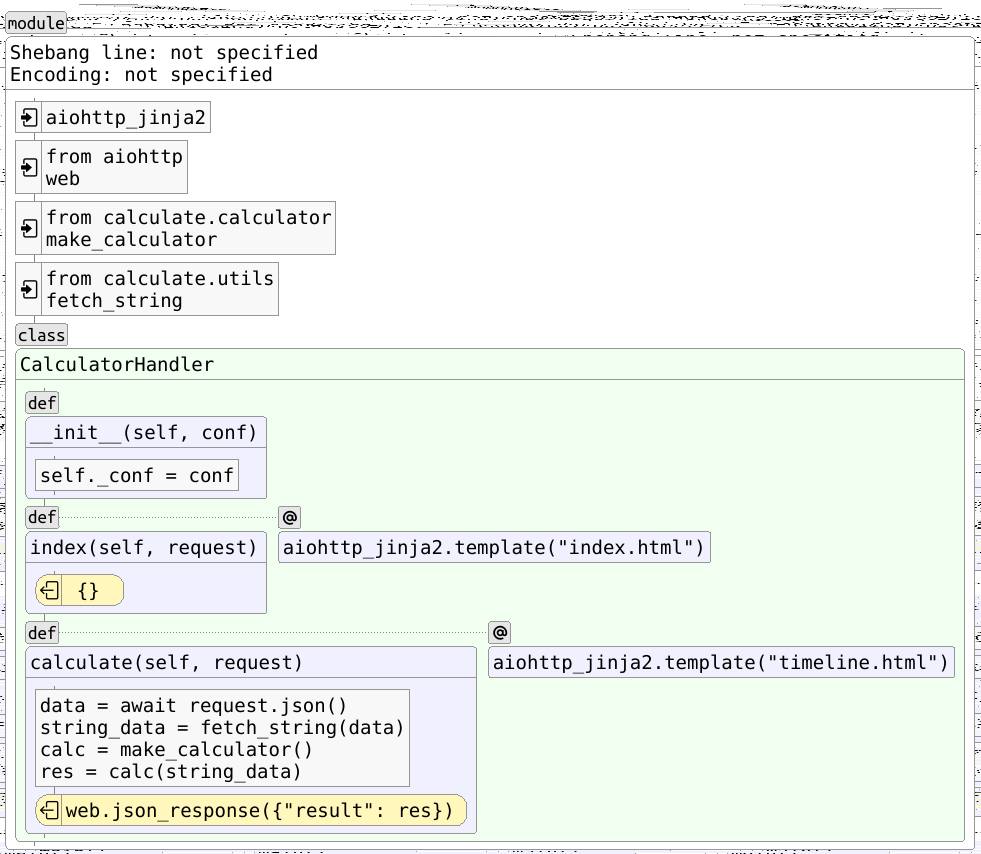 module
Shebang line: not specified
Encoding: not specified
aiohttp_jinja2
from aiohttp
web
from calculate.calculator
make_calculator
from calculate.utils
fetch_string
class
CalculatorHandler
def
__init__(self, conf)
self._conf = conf
def @
index(self, request) aiohttp_jinja2.template("index.html")
{}
def @
calculate(self, request) aiohttp_jinja2.template("timeline.html")
data = await request.json()
string_data = fetch_string(data)
calc = make_calculator()
res = calc(string_data)
web.json_response({"result": res})